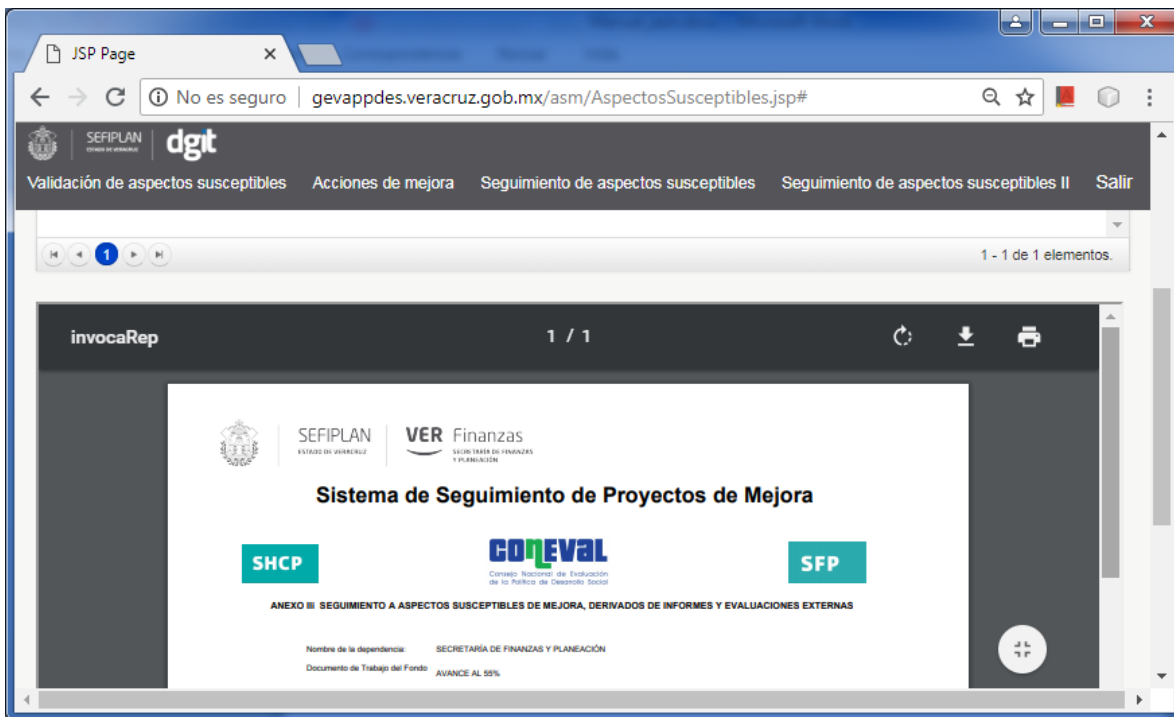 JSP Page
No es seguro | gevappdes.veracruz.gob.mx/asm/AspectosSusceptibles.jsp#
SEFIPLAN
ESTADO DE VERACRUZ
dgit
Validación de aspectos susceptibles Acciones de mejora Seguimiento de aspectos susceptibles Seguimiento de aspectos susceptibles II Salir
1
1 - 1 de 1 elementos.
invocaRep 1 / 1
SEFIPLAN
ESTADO DE VERACRUZ
VER Finanzas
SECRETARÍA DE FINANZAS
Y PLANEACIÓN
Sistema de Seguimiento de Proyectos de Mejora
SHCP
CONEVAL
Consejo Nacional de Evaluación
de la Política de Desarrollo Social
SFP
ANEXO III SEGUIMIENTO A ASPECTOS SUSCEPTIBLES DE MEJORA, DERIVADOS DE INFORMES Y EVALUACIONES EXTERNAS
Nombre de la dependencia: SECRETARÍA DE FINANZAS Y PLANEACIÓN
Documento de Trabajo del Fondo AVANCE AL 55%